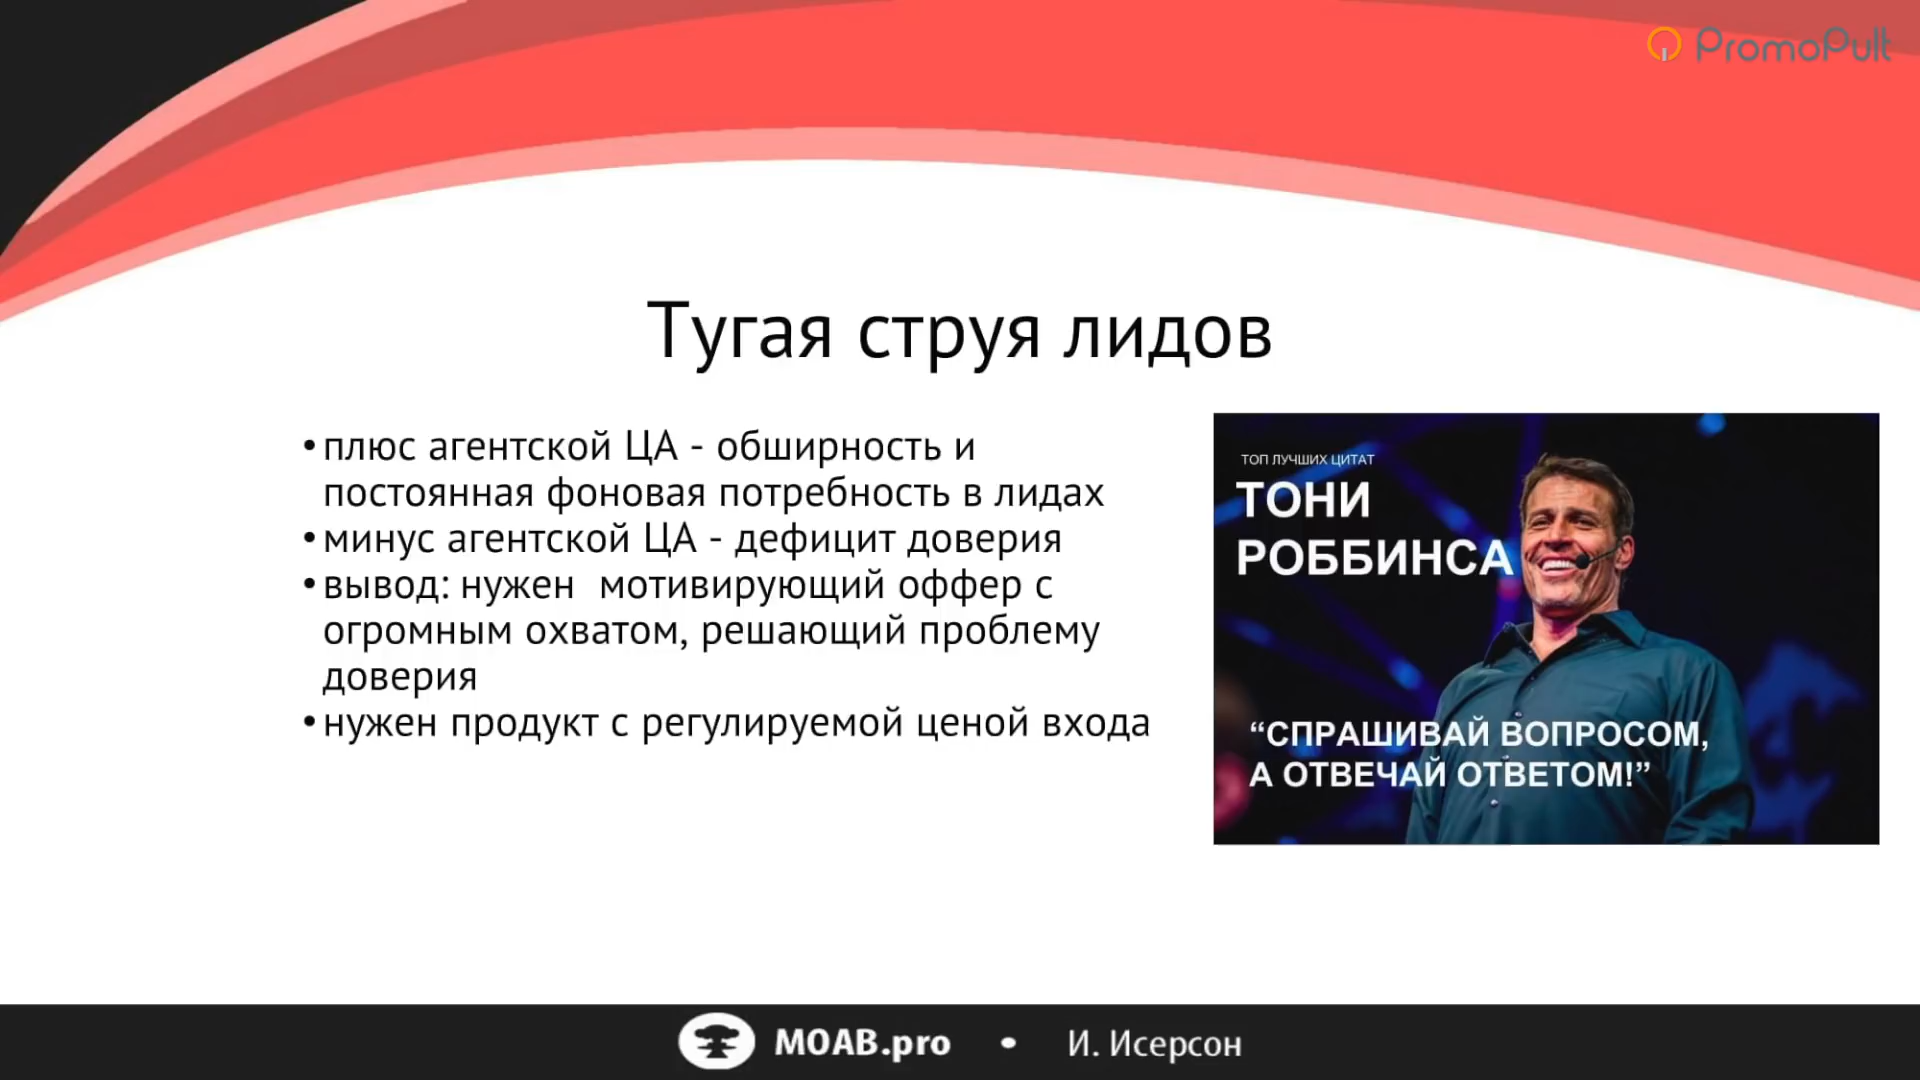 PromoPult
Тугая струя лидов
•плюс агентской ЦА - обширность и
постоянная фоновая потребность в лидах
•минус агентской ЦА - дефицит доверия
•вывод: нужен  мотивирующий оффер с
огромным охватом, решающий проблему
доверия
•нужен продукт с регулируемой ценой входа
ТОП ЛУЧШИХ ЦИТАТ
ТОНИ
РОББИНСА
“СПРАШИВАЙ ВОПРОСОМ,
А ОТВЕЧАЙ ОТВЕТОМ!”
MOAB.pro • И. Исерсон